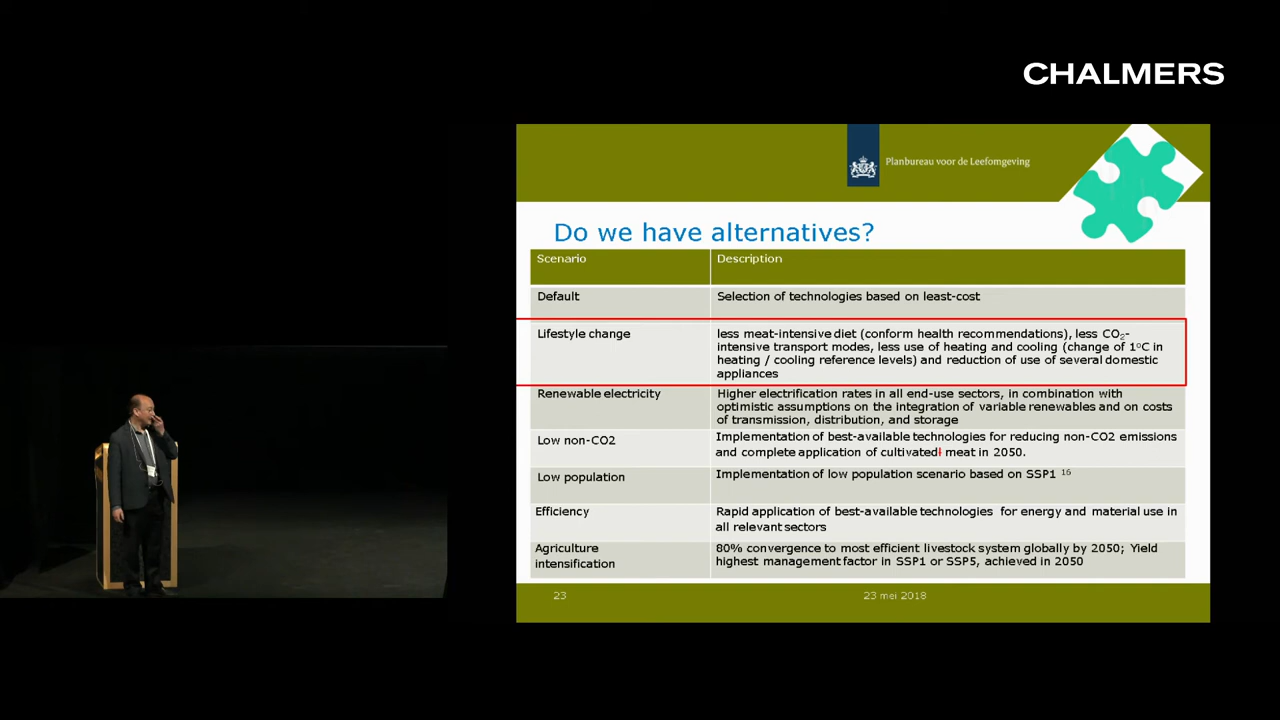 CHALMERS
Planbureau voor de Leefomgeving
Do we have alternatives?
Scenario Description
Default Selection of technologies based on least-cost
Lifestyle change less meat-intensive diet (conform health recommendations), less CO2-
intensive transport modes, less use of heating and cooling (change of 1°C in
heating / cooling reference levels) and reduction of use of several domestic
appliances
Renewable electricity Higher electrification rates in all end-use sectors, in combination with
optimistic assumptions on the integration of variable renewables and on costs
of transmission, distribution, and storage
Low non-CO2 Implementation of best-available technologies for reducing non-CO2 emissions
and complete application of cultivated meat in 2050.
Low population Implementation of low population scenario based on SSP1 16
Efficiency Rapid application of best-available technologies for energy and material use in
all relevant sectors
Agriculture 80% convergence to most efficient livestock system globally by 2050; Yield
intensification highest management factor in SSP1 or SSP5, achieved in 2050
23 23 mei 2018